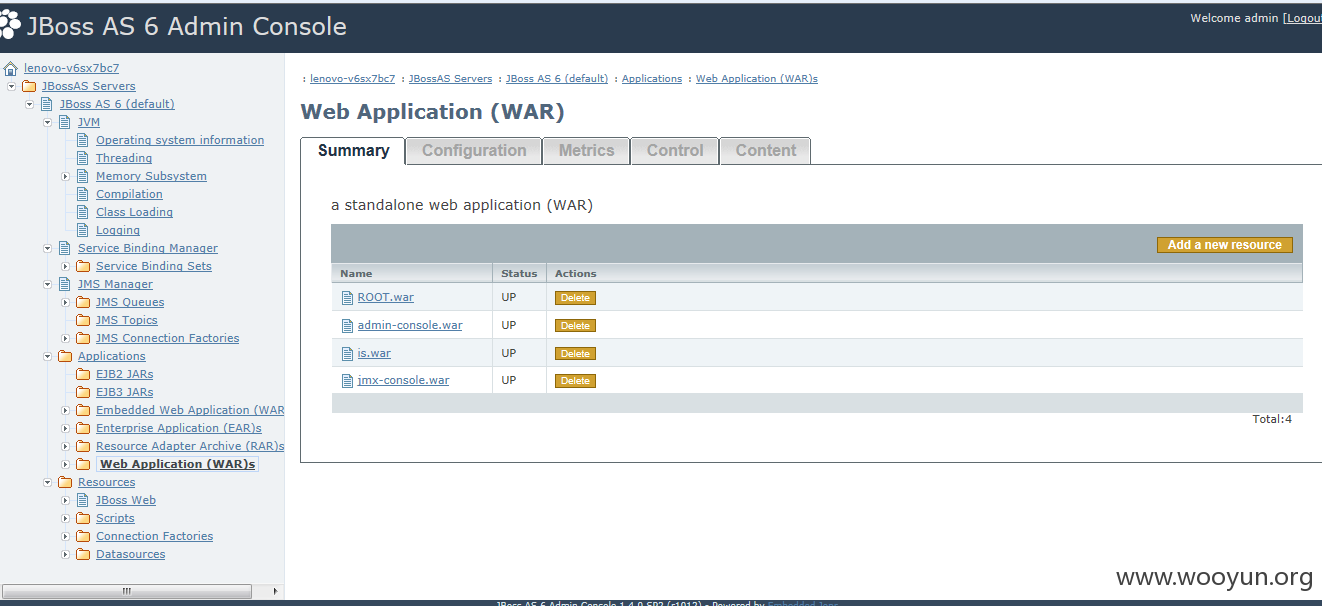 JBoss AS 6 Admin Console
Welcome admin [Logout
lenovo-v6sx7bc7
JBossAS Servers
JBoss AS 6 (default)
JVM
Operating system information
Threading
Memory Subsystem
Compilation
Class Loading
Logging
Service Binding Manager
Service Binding Sets
JMS Manager
JMS Queues
JMS Topics
JMS Connection Factories
Applications
EJB2 JARs
EJB3 JARs
Embedded Web Application (WAR
Enterprise Application (EAR)s
Resource Adapter Archive (RAR)s
Web Application (WAR)s
Resources
JBoss Web
Scripts
Connection Factories
Datasources
: lenovo-v6sx7bc7 : JBossAS Servers : JBoss AS 6 (default) : Applications : Web Application (WAR)s
Web Application (WAR)
Summary Configuration Metrics Control Content
a standalone web application (WAR)
Add a new resource
Name Status Actions
ROOT.war UP Delete
admin-console.war UP Delete
is.war UP Delete
jmx-console.war UP Delete
Total:4
www.wooyun.org
JBoss AS 6 Admin Console 1.4.0.SP2 (r1012) - Powered by Embedded Jopr